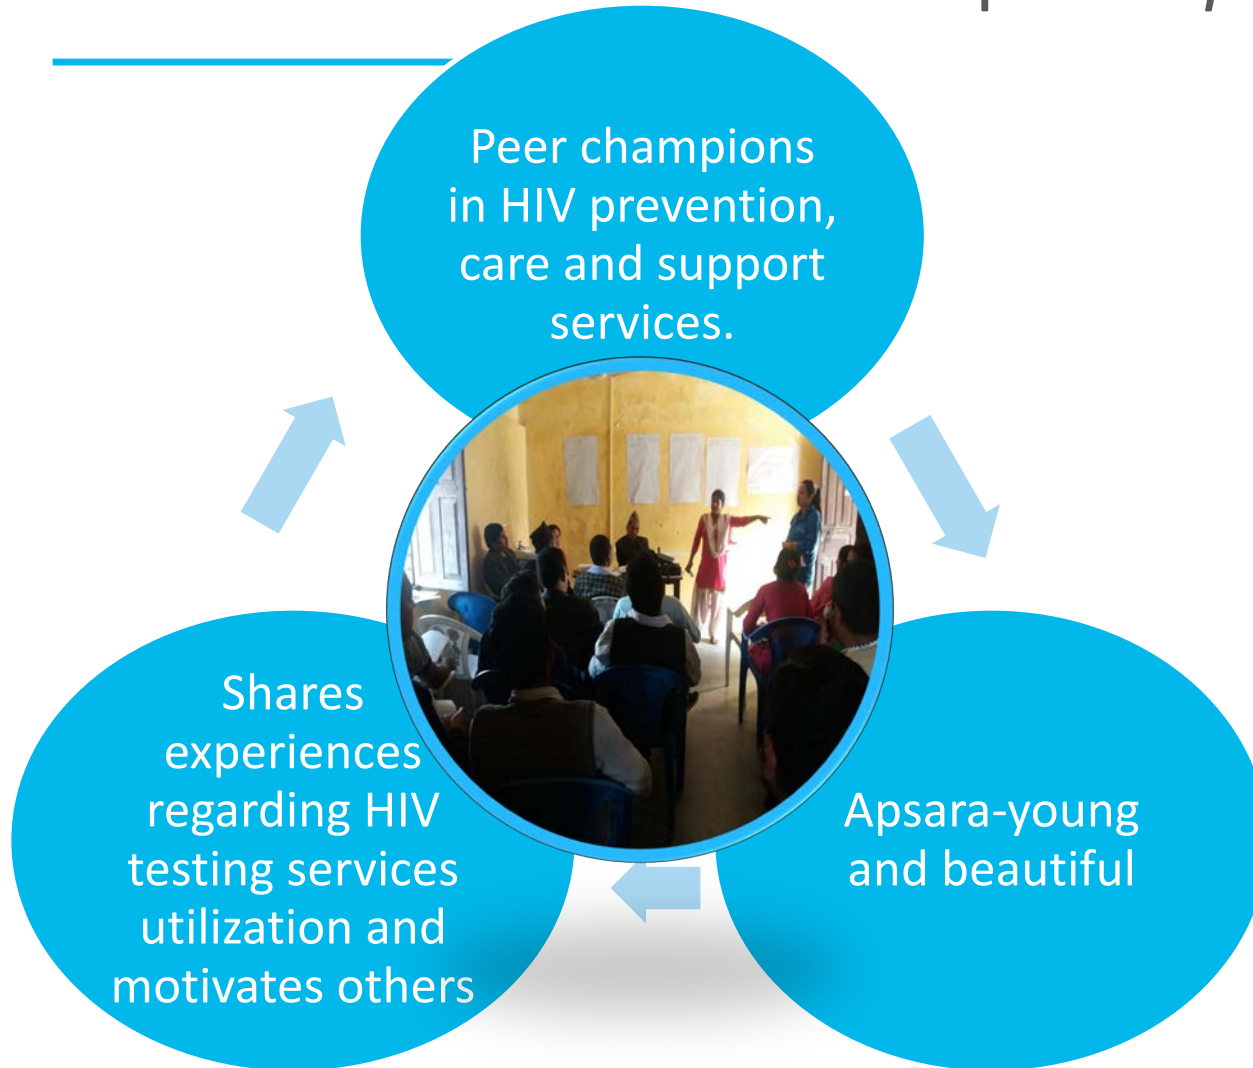 Peer champions
in HIV prevention,
care and support
services.
Shares
experiences
regarding HIV
testing services
utilization and
motivates others
Apsara-young
and beautiful